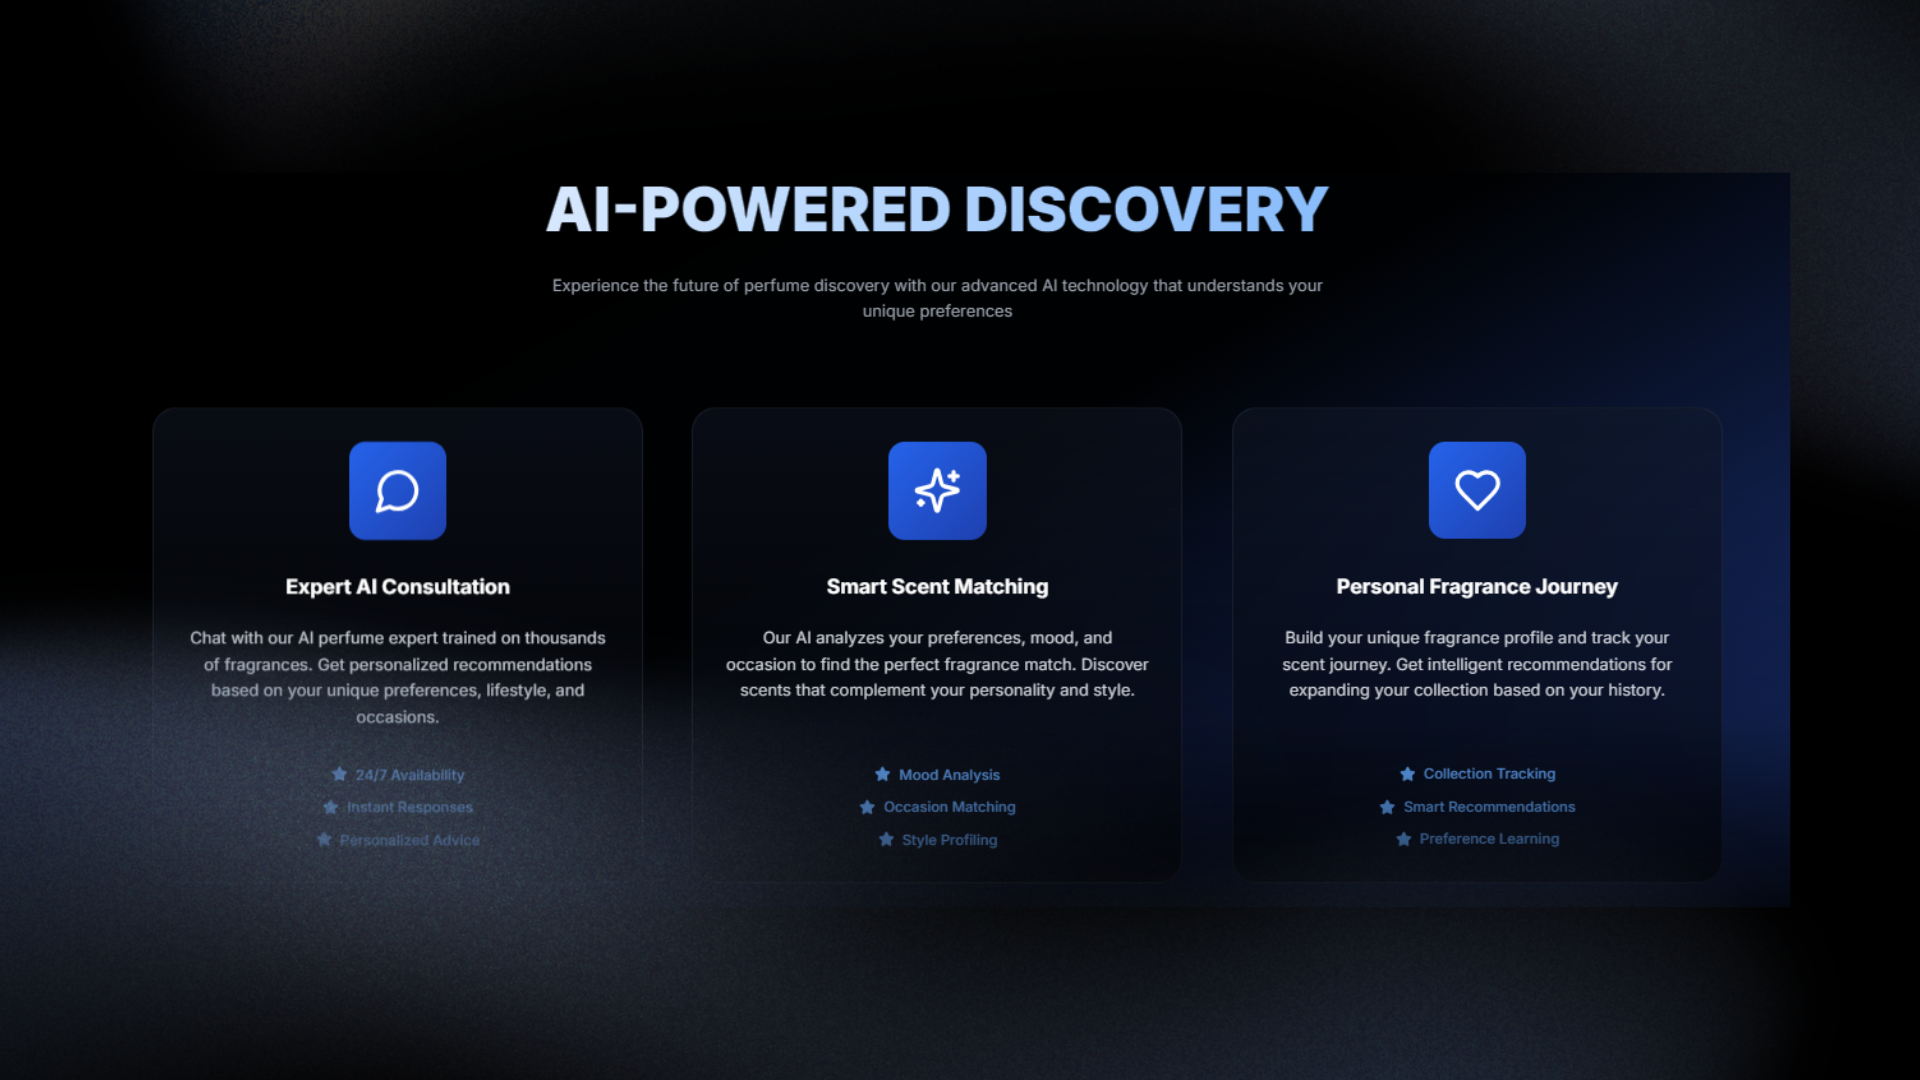 AI-POWERED DISCOVERY
Experience the future of perfume discovery with our advanced AI technology that understands your
unique preferences
Expert AI Consultation
Chat with our AI perfume expert trained on thousands
of fragrances. Get personalized recommendations
based on your unique preferences, lifestyle, and
occasions.
24/7 Availability
Instant Responses
Personalized Advice
Smart Scent Matching
Our AI analyzes your preferences, mood, and
occasion to find the perfect fragrance match. Discover
scents that complement your personality and style.
Mood Analysis
Occasion Matching
Style Profiling
Personal Fragrance Journey
Build your unique fragrance profile and track your
scent journey. Get intelligent recommendations for
expanding your collection based on your history.
Collection Tracking
Smart Recommendations
Preference Learning